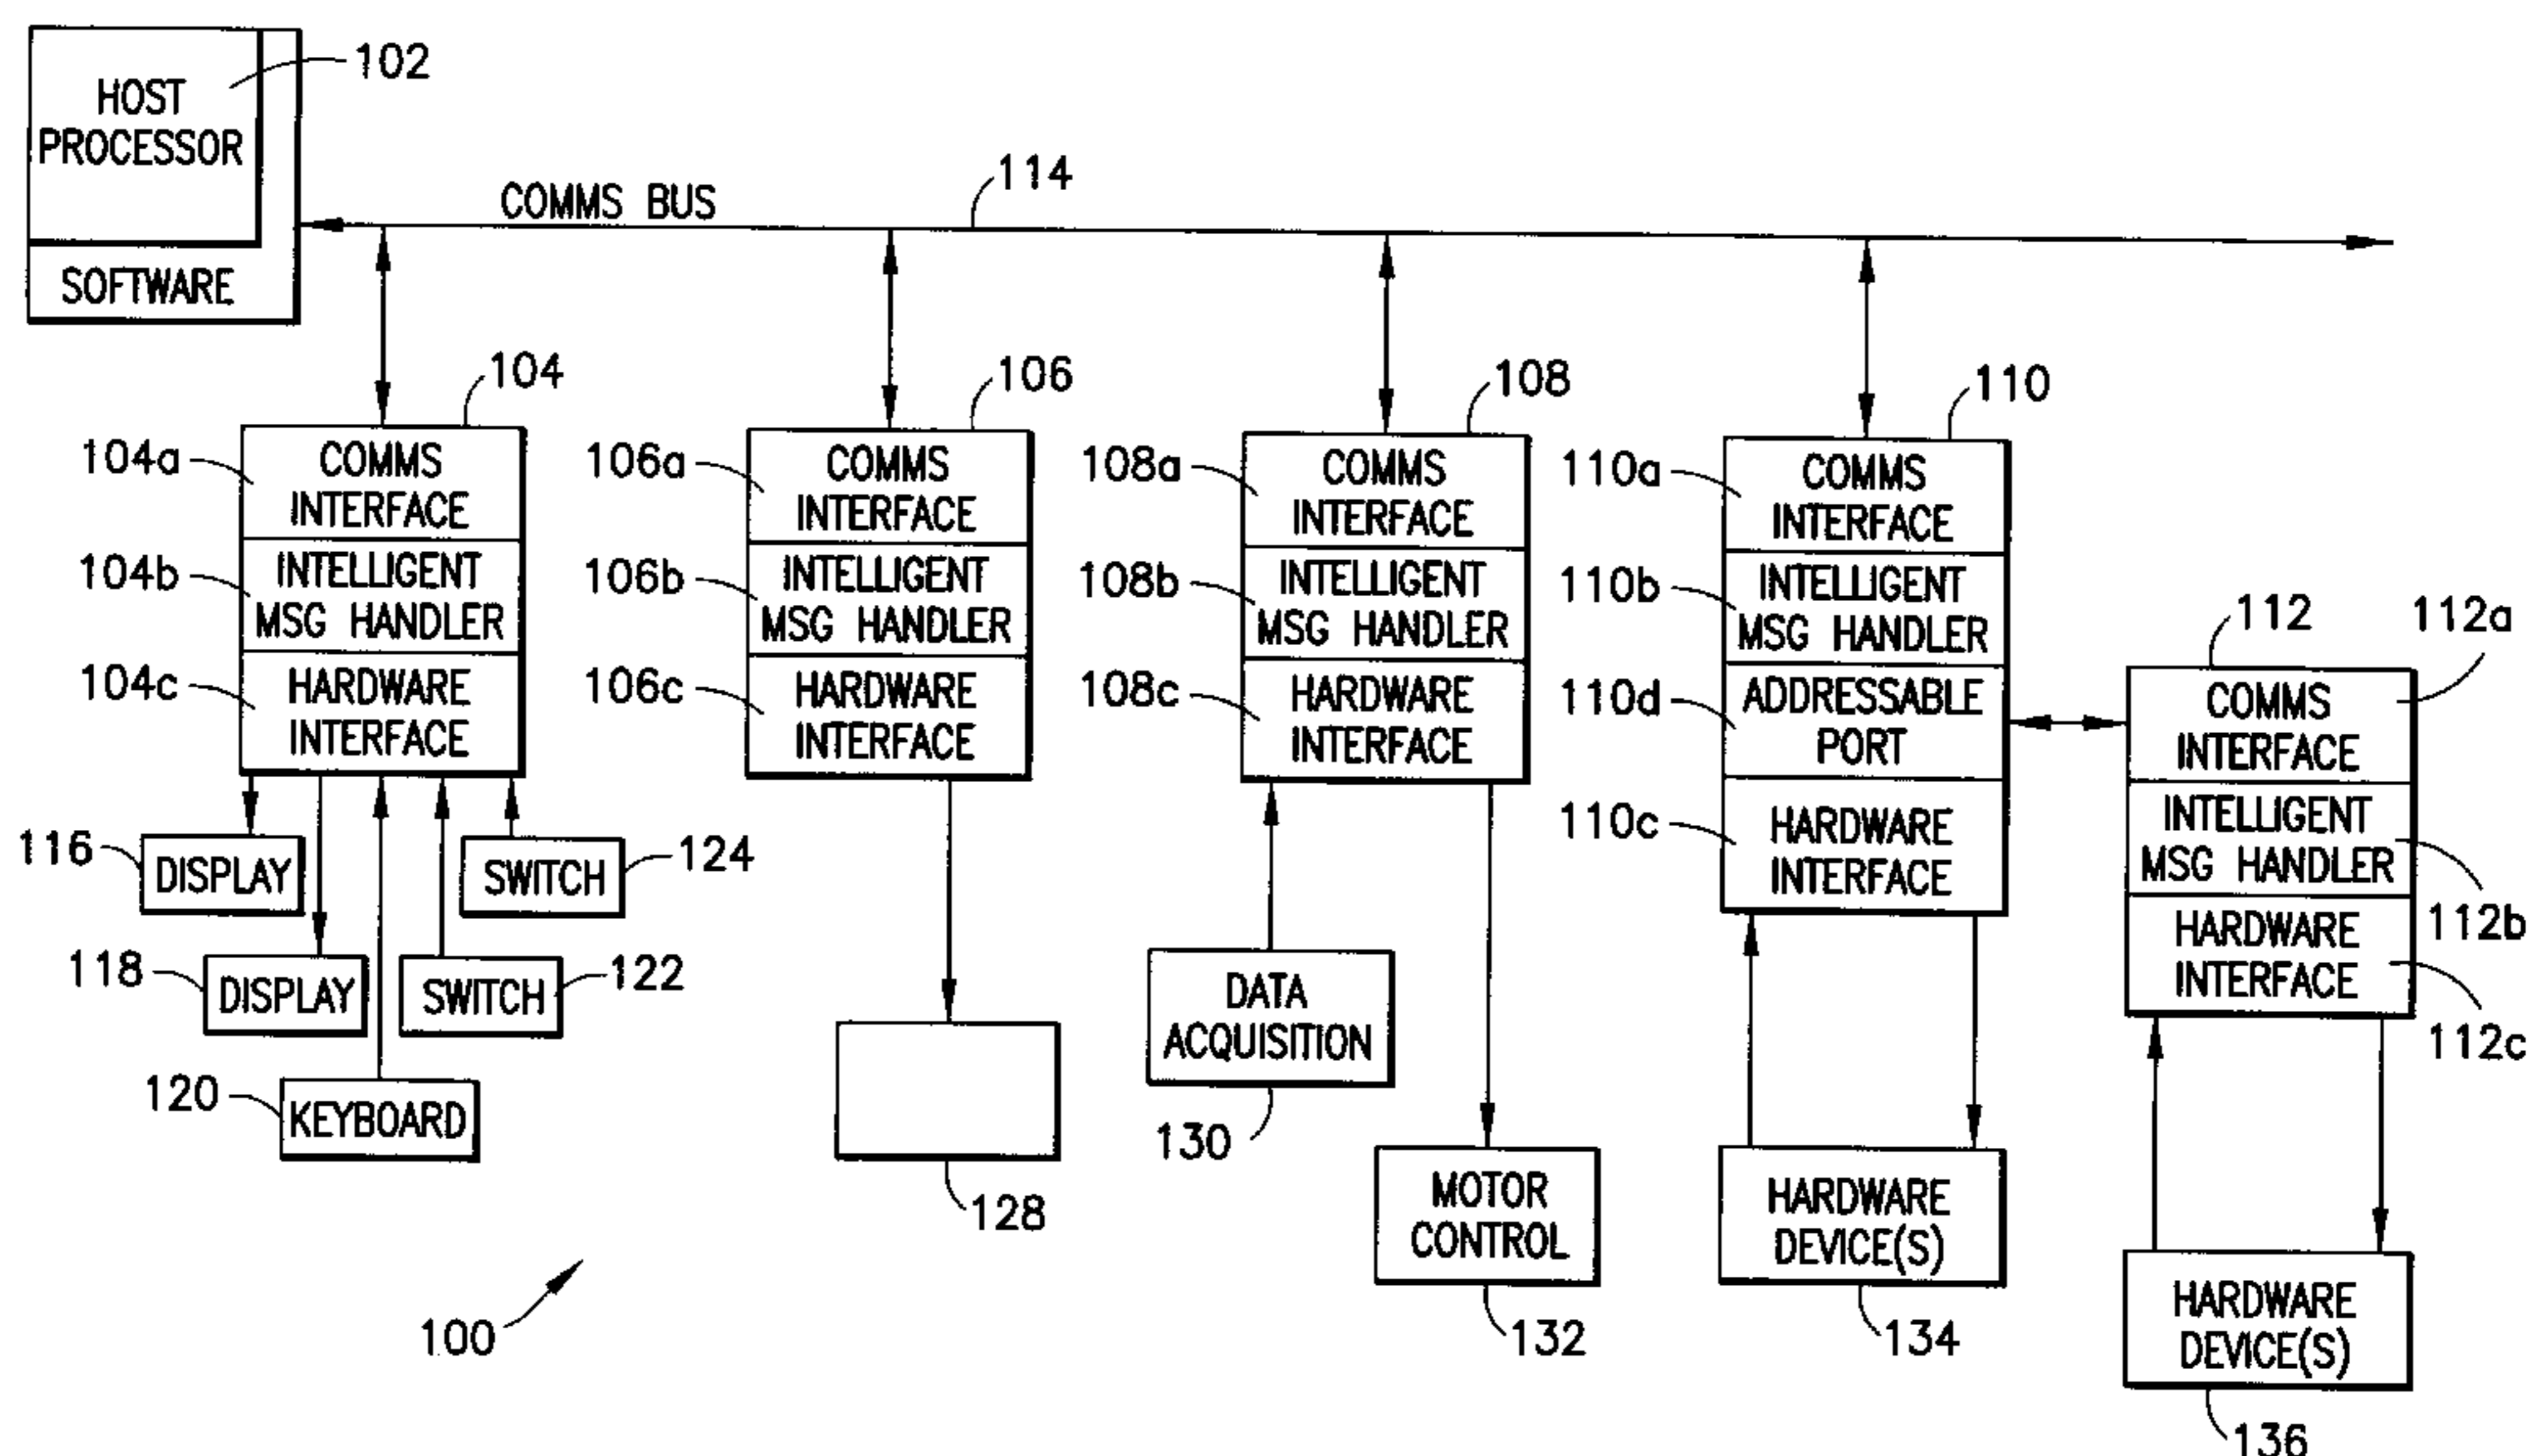 HOST
PROCESSOR
102
SOFTWARE
COMMS BUS
114
104
104a
COMMS
INTERFACE
104b
INTELLIGENT
MSG HANDLER
104c
HARDWARE
INTERFACE
116
DISPLAY
118
DISPLAY
120
KEYBOARD
SWITCH
122
SWITCH
124
106
106a
COMMS
INTERFACE
106b
INTELLIGENT
MSG HANDLER
106c
HARDWARE
INTERFACE
128
108
108a
COMMS
INTERFACE
108b
INTELLIGENT
MSG HANDLER
108c
HARDWARE
INTERFACE
DATA
ACQUISITION
130
MOTOR
CONTROL
132
110
110a
COMMS
INTERFACE
110b
INTELLIGENT
MSG HANDLER
110d
ADDRESSABLE
PORT
110c
HARDWARE
INTERFACE
HARDWARE
DEVICE(S)
134
112
112a
COMMS
INTERFACE
INTELLIGENT
MSG HANDLER
112b
HARDWARE
INTERFACE
112c
HARDWARE
DEVICE(S)
136
100